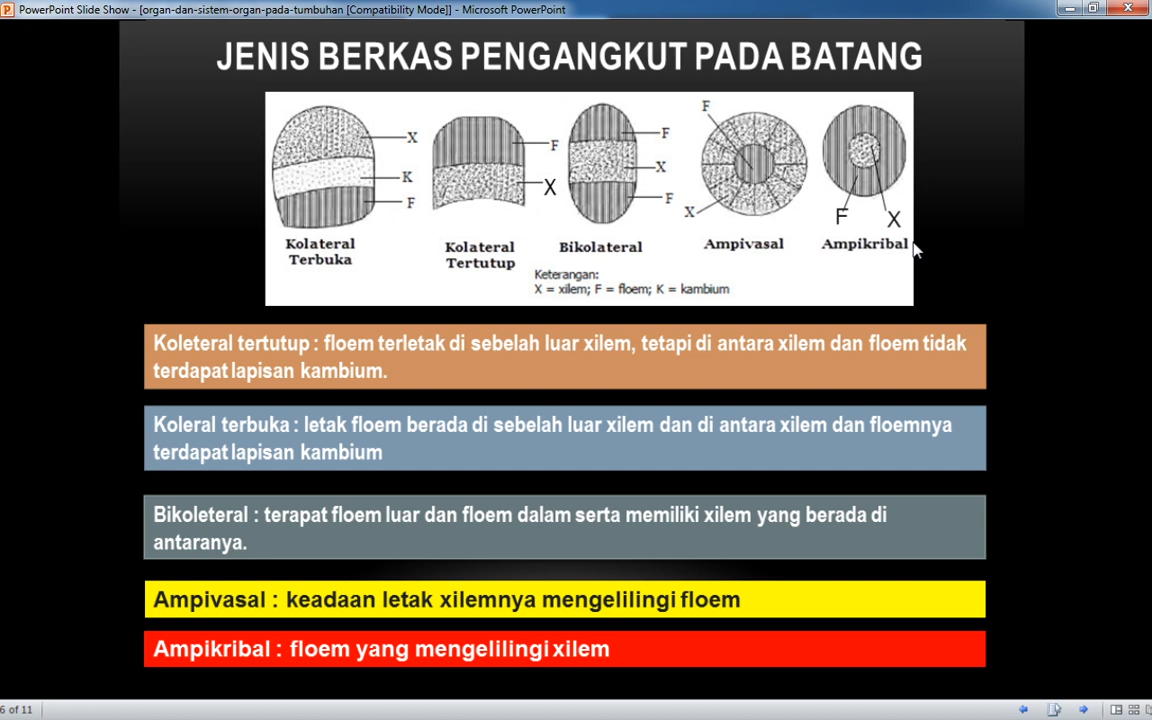 PowerPoint Slide Show - [organ-dan-sistem-organ-pada-tumbuhan [Compatibility Mode]] - Microsoft PowerPoint
JENIS BERKAS PENGANGKUT PADA BATANG
X
K
F
Kolateral
Terbuka
F
X
Kolateral
Tertutup
F
X
F
Bikolateral
F
X
Ampivasal
F
X
Ampikribal
Keterangan:
X = xilem; F = floem; K = kambium
Koleteral tertutup : floem terletak di sebelah luar xilem, tetapi di antara xilem dan floem tidak
terdapat lapisan kambium.
Koleral terbuka : letak floem berada di sebelah luar xilem dan di antara xilem dan floemnya
terdapat lapisan kambium
Bikoleteral : terapat floem luar dan floem dalam serta memiliki xilem yang berada di
antaranya.
Ampivasal : keadaan letak xilemnya mengelilingi floem
Ampikribal : floem yang mengelilingi xilem
6 of 11